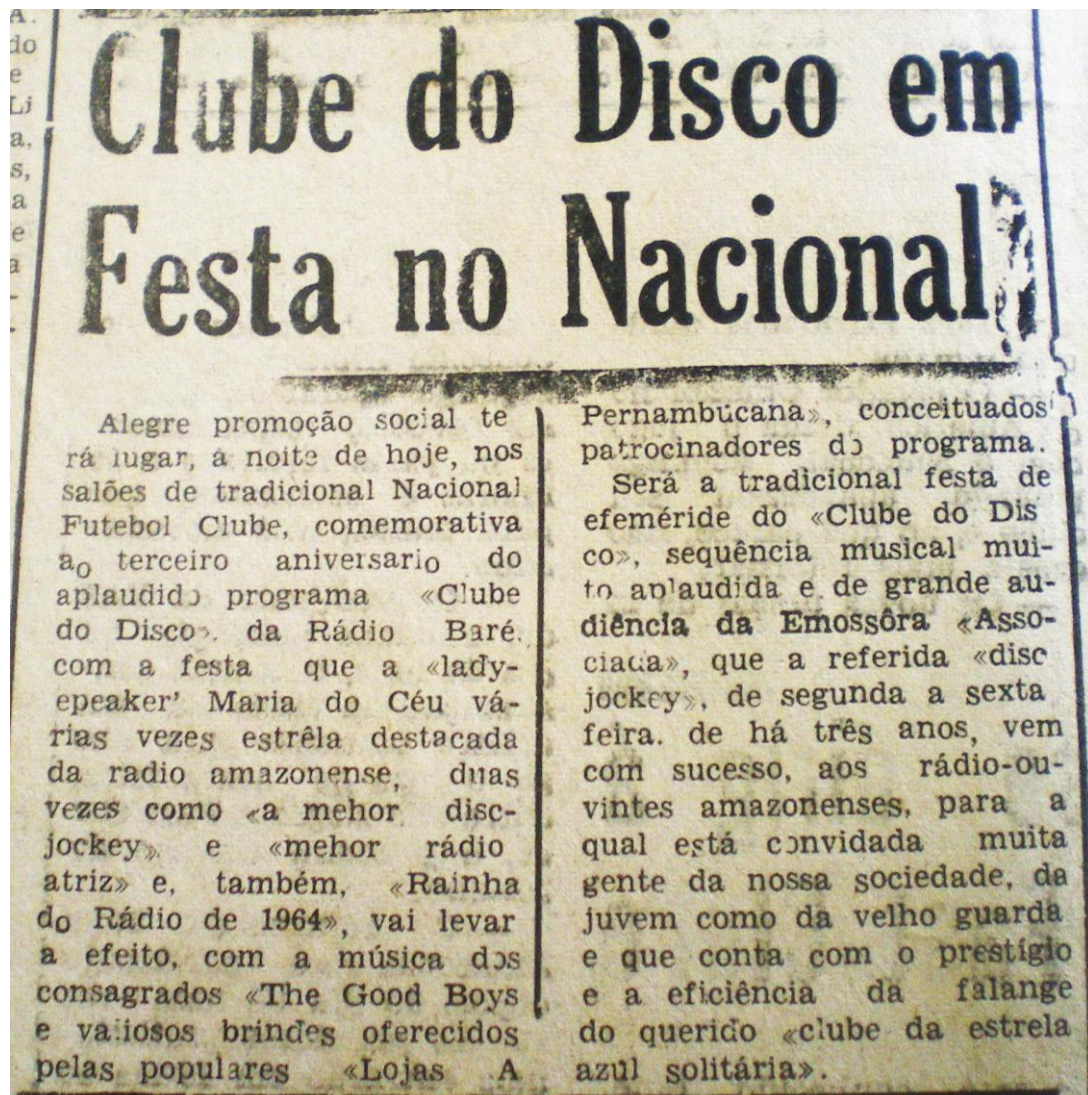 Clube do Disco em
Festa no Nacional
Alegre promoção social te
rá lugar, à noite de hoje, nos
salões de tradicional Nacional
Futebol Clube, comemorativa
ao terceiro aniversario do
aplaudido programa «Clube
do Disco». da Rádio Baré.
com a festa que a «lady-
epeaker' Maria do Céu vá-
rias vezes estrêla destacada
da radio amazonense, duas
vezes como «a mehor disc-
jockey» e «mehor rádio
atriz» e, também, «Rainha
do Rádio de 1964», vai levar
a efeito, com a música dos
consagrados «The Good Boys
e valiosos brindes oferecidos
pelas populares «Lojas A
Pernambucana», conceituados
patrocinadores do programa.
Será a tradicional festa de
efeméride do «Clube do Dis
co», sequência musical mui-
to aplaudida e de grande au-
diência da Emossôra «Asso-
ciada», que a referida «disc
jockey», de segunda a sexta
feira. de há três anos, vem
com sucesso, aos rádio-ou-
vintes amazonenses, para a
qual está convidada muita
gente da nossa sociedade, da
juvem como da velho guarda
e que conta com o prestígio
e a eficiência da falange
do querido «clube da estrela
azul solitária».